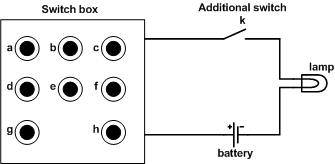 Switch box
Additional switch
k
a b c
lamp
d e f
g h
+ -
battery